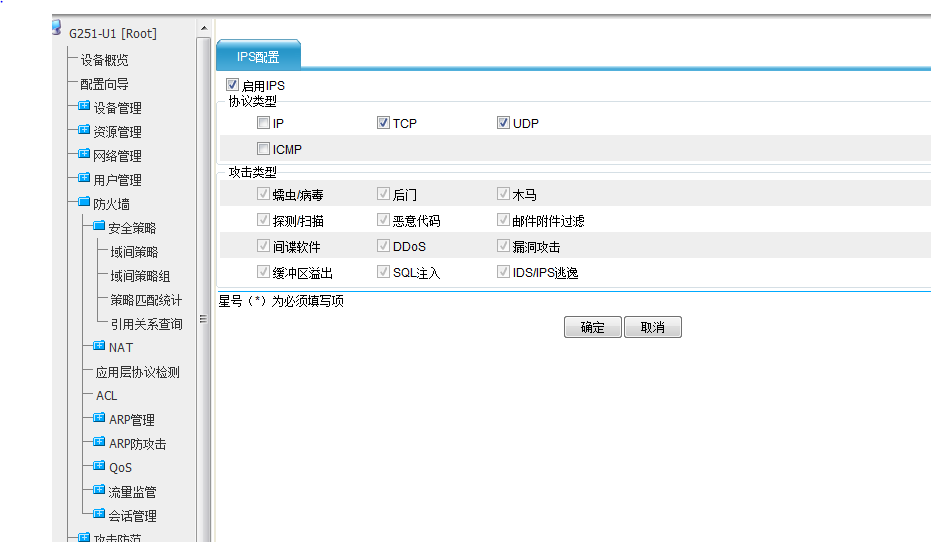 G251-U1 [Root]
设备概览
配置向导
设备管理
资源管理
网络管理
用户管理
防火墙
安全策略
域间策略
域间策略组
策略匹配统计
引用关系查询
NAT
应用层协议检测
ACL
ARP管理
ARP防攻击
QoS
流量监管
会话管理
攻击防范
IPS配置
启用IPS
协议类型
IP TCP UDP
ICMP
攻击类型
蠕虫/病毒 后门 木马
探测/扫描 恶意代码 邮件附件过滤
间谍软件 DDoS 漏洞攻击
缓冲区溢出 SQL注入 IDS/IPS逃逸
星号（*）为必须填写项
确定 取消